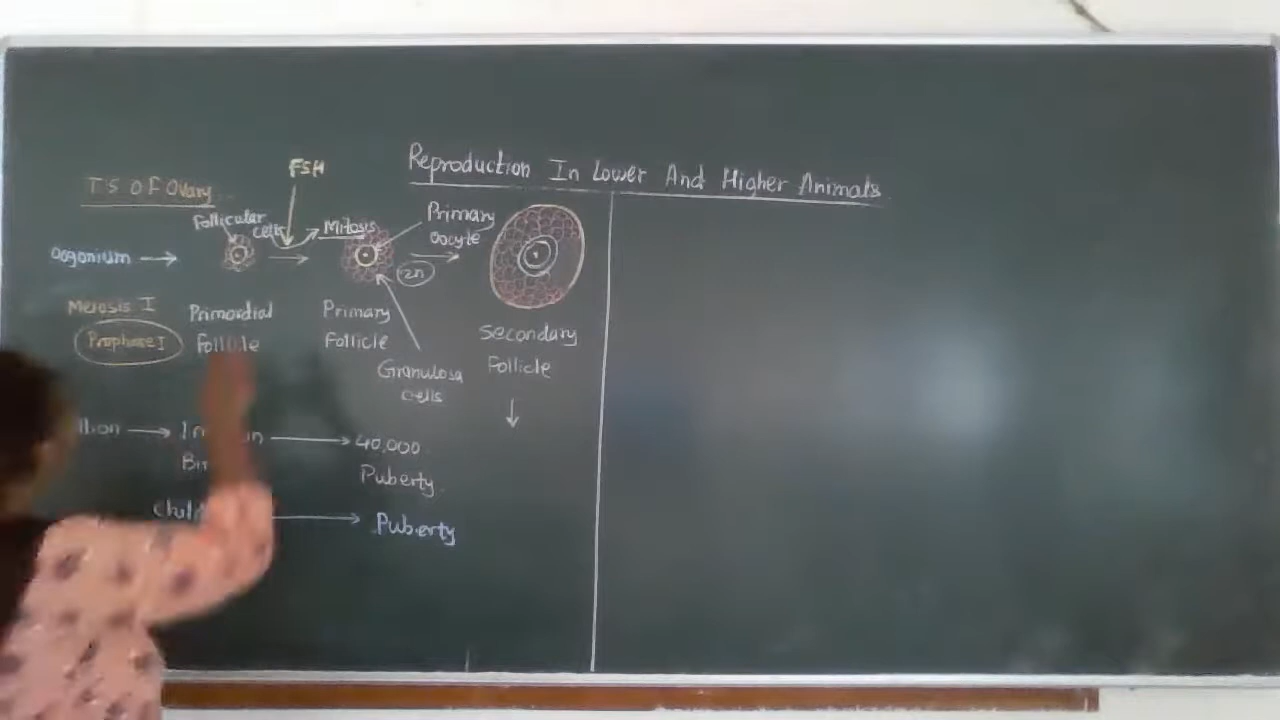 Reproduction In Lower And Higher Animals
T.S OF Ovary
FSH
Follicular
cells
Mitosis
Primary
oocyte
Oogonium
2n
Meiosis I
Prophase I
Primordial
Follicle
Primary
Follicle
Granulosa
cells
Secondary
Follicle
40,000
Puberty
Puberty